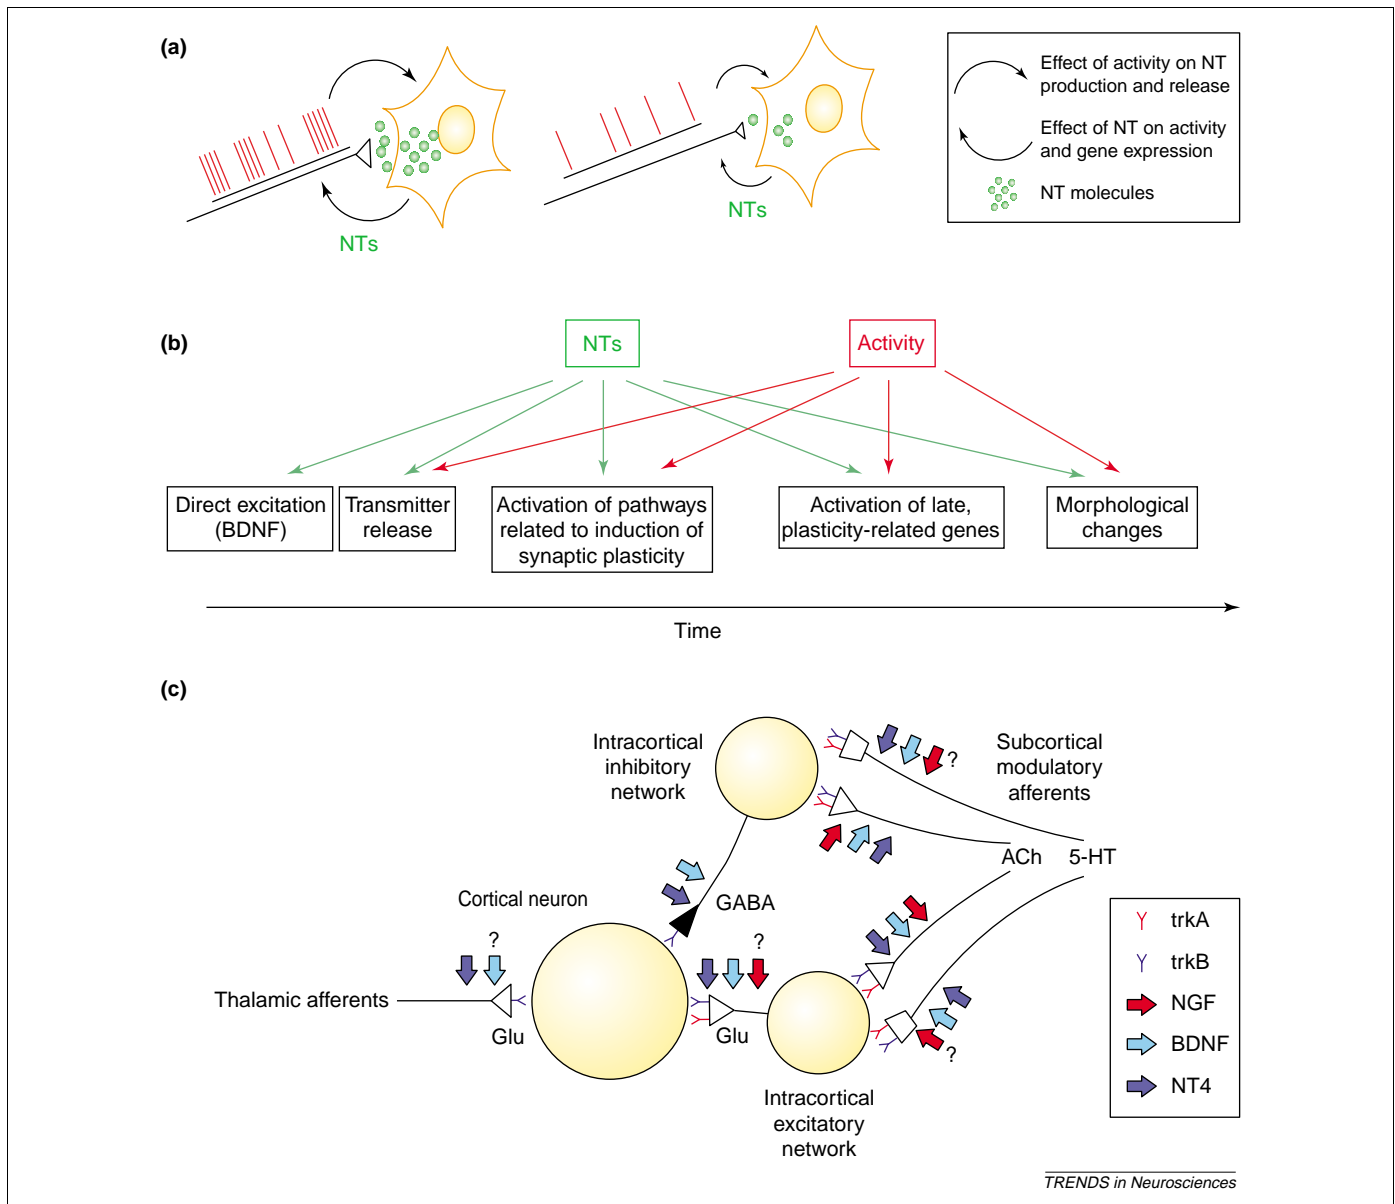 (a)
NTs
NTs
Effect of activity on NT
production and release
Effect of NT on activity
and gene expression
NT molecules
(b)
NTs
Activity
Direct excitation
(BDNF)
Transmitter
release
Activation of pathways
related to induction of
synaptic plasticity
Activation of late,
plasticity-related genes
Morphological
changes
Time
(c)
Intracortical
inhibitory
network
?
Subcortical
modulatory
afferents
ACh
5-HT
GABA
Cortical neuron
?
?
Thalamic afferents
Glu
Glu
?
Intracortical
excitatory
network
trkA
trkB
NGF
BDNF
NT4
TRENDS in Neurosciences